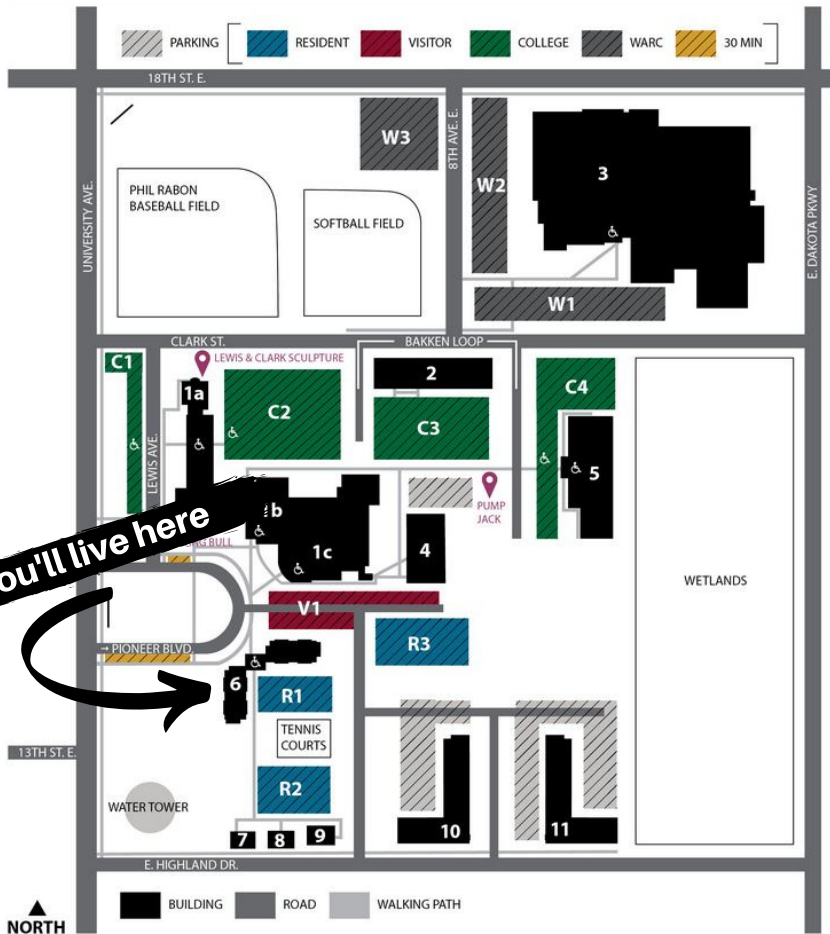 PARKING
RESIDENT
VISITOR
COLLEGE
WARC
30 MIN
18TH ST. E.
UNIVERSITY AVE.
8TH AVE. E.
E. DAKOTA PKWY
W3
W2
3
PHIL RABON
BASEBALL FIELD
SOFTBALL FIELD
W1
CLARK ST.
BAKKEN LOOP
C1
LEWIS & CLARK SCULPTURE
1a
2
C2
C3
C4
LEWIS AVE.
5
PUMP
JACK
b
1c
4
ou'll live here
BULL
WETLANDS
V1
R3
→ PIONEER BLVD.
6
R1
TENNIS
COURTS
13TH ST. E.
R2
WATER TOWER
7
8
9
10
11
E. HIGHLAND DR.
NORTH
BUILDING
ROAD
WALKING PATH